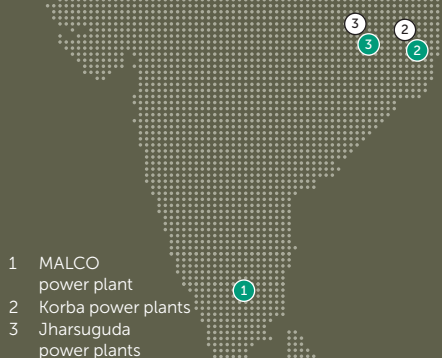 3
2
3
2
1
1 MALCO
power plant
2 Korba power plants
3 Jharsuguda
power plants